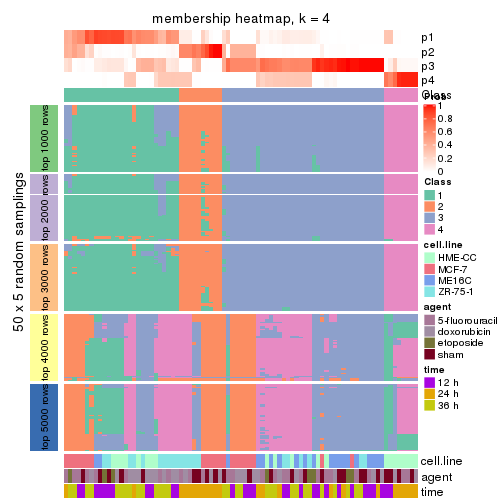 membership heatmap, k = 4
p1
p2
p3
p4
Class
Prob
1
0.8
0.6
0.4
0.2
0
Class
1
2
3
4
cell.line
HME-CC
MCF-7
ME16C
ZR-75-1
agent
5-fluorouracil
doxorubicin
etoposide
sham
time
12 h
24 h
36 h
50 x 5 random samplings
top 1000 rows
top 2000 rows
top 3000 rows
top 4000 rows
top 5000 rows
cell.line
agent
time